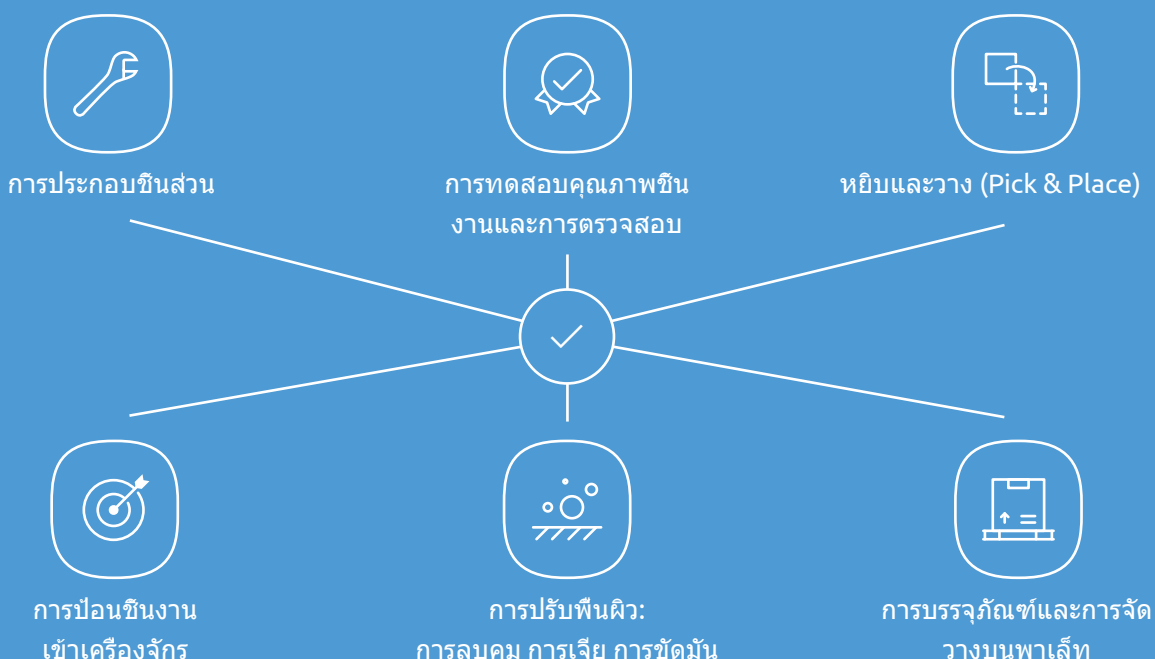 การประกอบชิ้นส่วน
การทดสอบคุณภาพชิ้น
งานและการตรวจสอบ
หยิบและวาง (Pick & Place)
การป้อนชิ้นงาน
เข้าเครื่องจักร
การปรับพื้นผิว:
การลบคม การเจีย การขัดมัน
การบรรจุภัณฑ์และการจัด
วางบนพาเล็ท